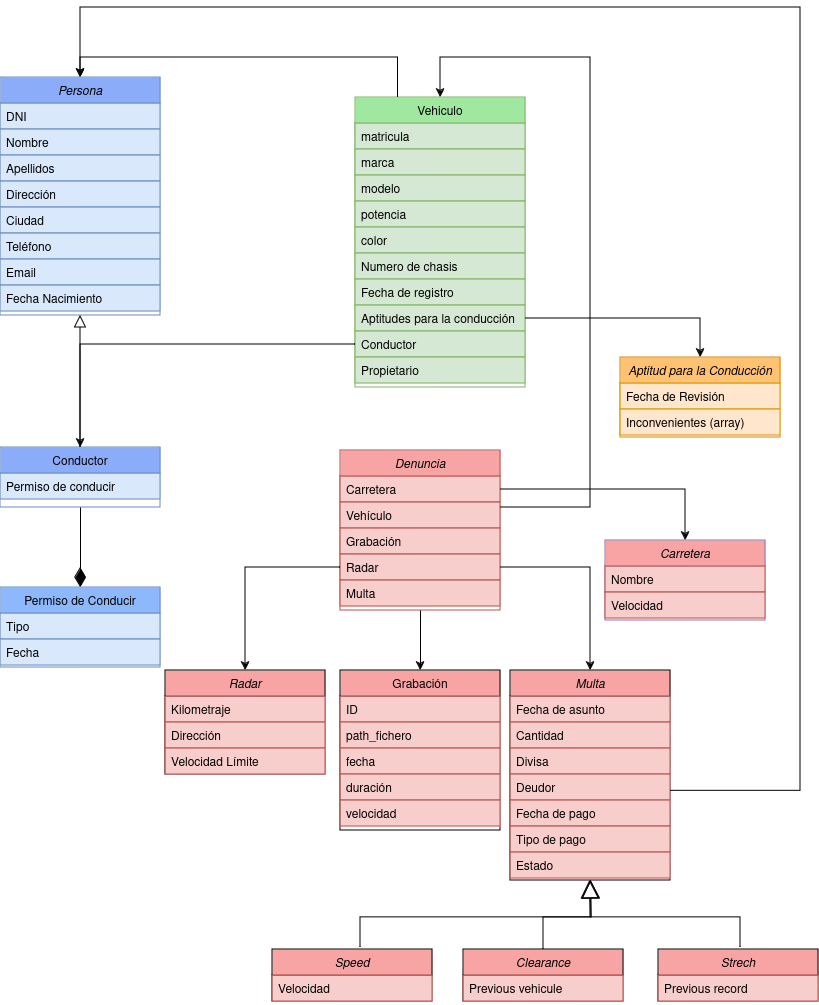 Persona
DNI
Nombre
Apellidos
Dirección
Ciudad
Teléfono
Email
Fecha Nacimiento
Vehiculo
matricula
marca
modelo
potencia
color
Numero de chasis
Fecha de registro
Aptitudes para la conducción
Conductor
Propietario
Aptitud para la Conducción
Fecha de Revisión
Inconvenientes (array)
Conductor
Permiso de conducir
Permiso de Conducir
Tipo
Fecha
Denuncia
Carretera
Vehículo
Grabación
Radar
Multa
Carretera
Nombre
Velocidad
Radar
Kilometraje
Dirección
Velocidad Límite
Grabación
ID
path_fichero
fecha
duración
velocidad
Multa
Fecha de asunto
Cantidad
Divisa
Deudor
Fecha de pago
Tipo de pago
Estado
Speed
Velocidad
Clearance
Previous vehicule
Strech
Previous record